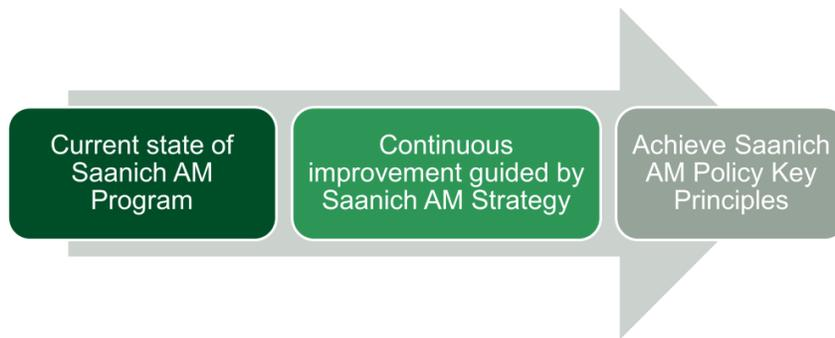 Current state of
Saanich AM
Program
Continuous
improvement guided by
Saanich AM Strategy
Achieve Saanich
AM Policy Key
Principles